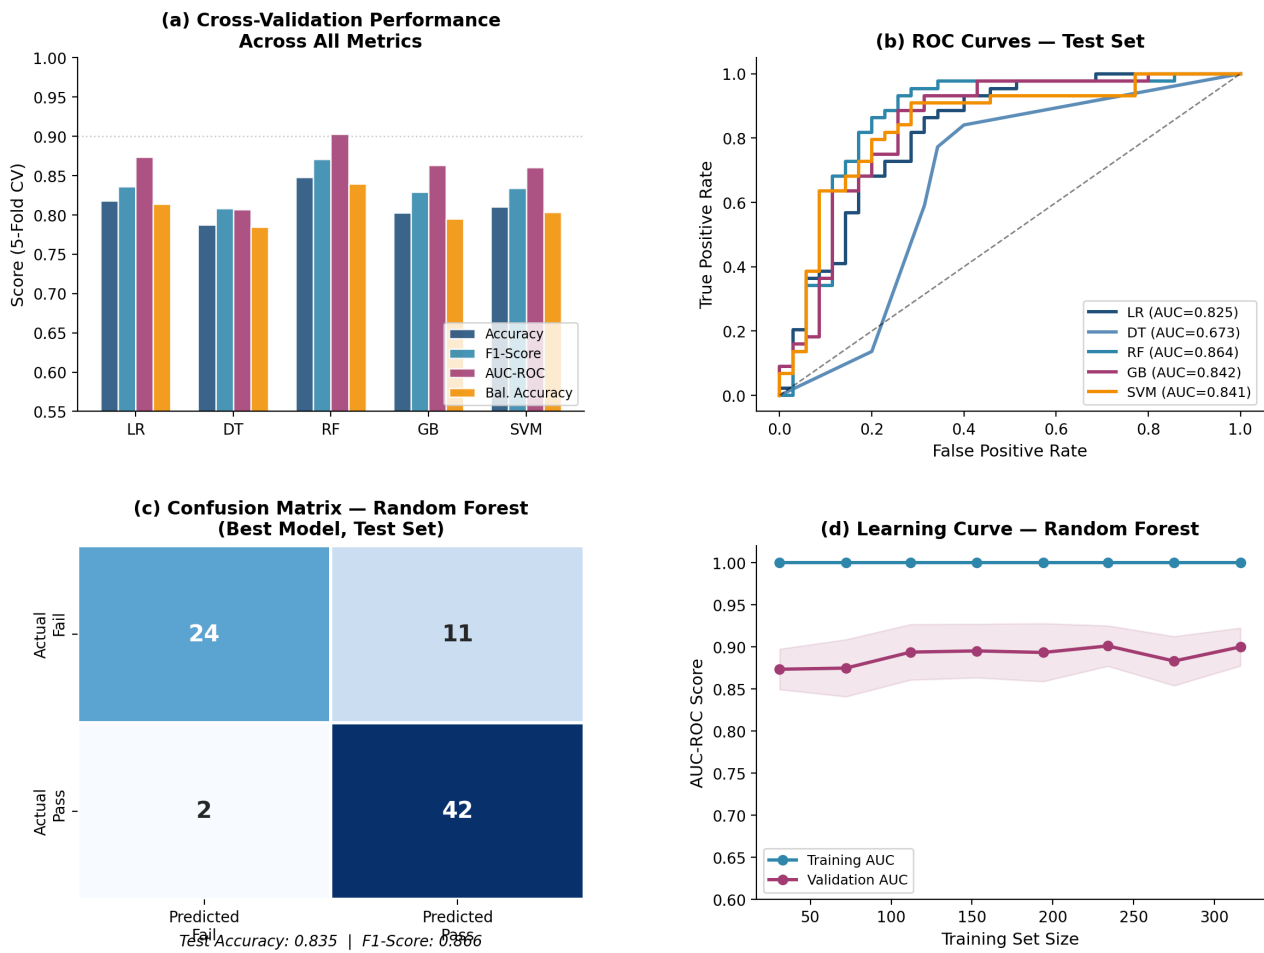 (a) Cross-Validation Performance
Across All Metrics
Score (5-Fold CV)
1.00
0.95
0.90
0.85
0.80
0.75
0.70
0.65
0.60
0.55
LR
DT
RF
GB
SVM
Accuracy
F1-Score
AUC-ROC
Bal. Accuracy
(b) ROC Curves — Test Set
True Positive Rate
1.0
0.8
0.6
0.4
0.2
0.0
0.0
0.2
0.4
0.6
0.8
1.0
False Positive Rate
LR (AUC=0.825)
DT (AUC=0.673)
RF (AUC=0.864)
GB (AUC=0.842)
SVM (AUC=0.841)
(c) Confusion Matrix — Random Forest
(Best Model, Test Set)
Actual
Fail
24
11
Actual
Pass
2
42
Predicted
Fail
Predicted
Pass
Test Accuracy: 0.835 | F1-Score: 0.866
(d) Learning Curve — Random Forest
AUC-ROC Score
1.00
0.95
0.90
0.85
0.80
0.75
0.70
0.65
0.60
Training AUC
Validation AUC
50
100
150
200
250
300
Training Set Size